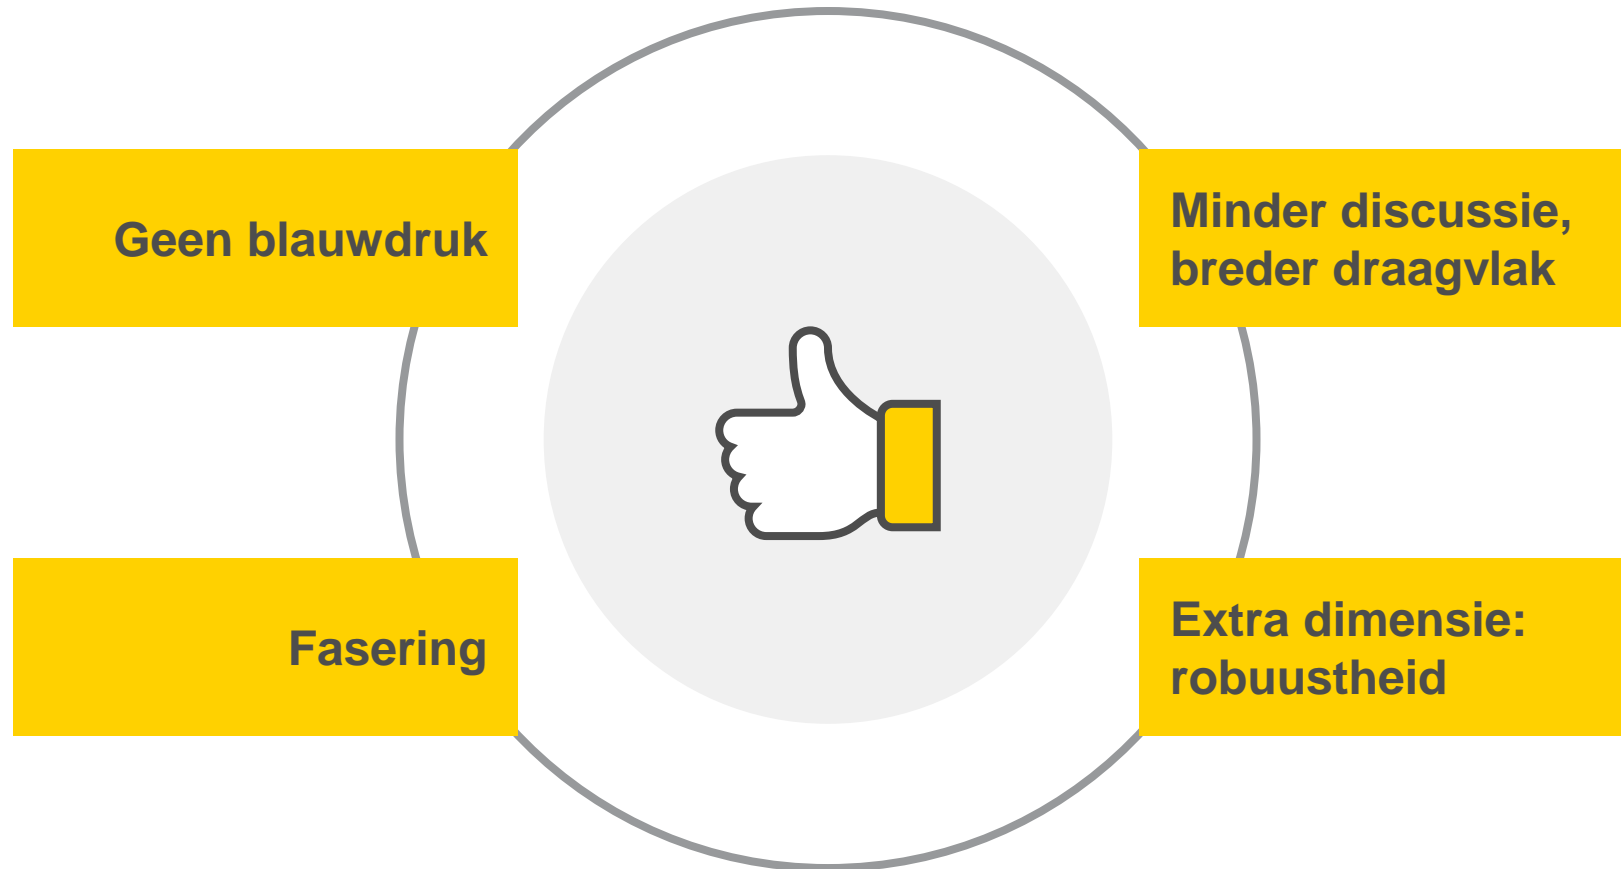 Geen blauwdruk
Minder discussie,
breder draagvlak
Fasering
Extra dimensie:
robuustheid